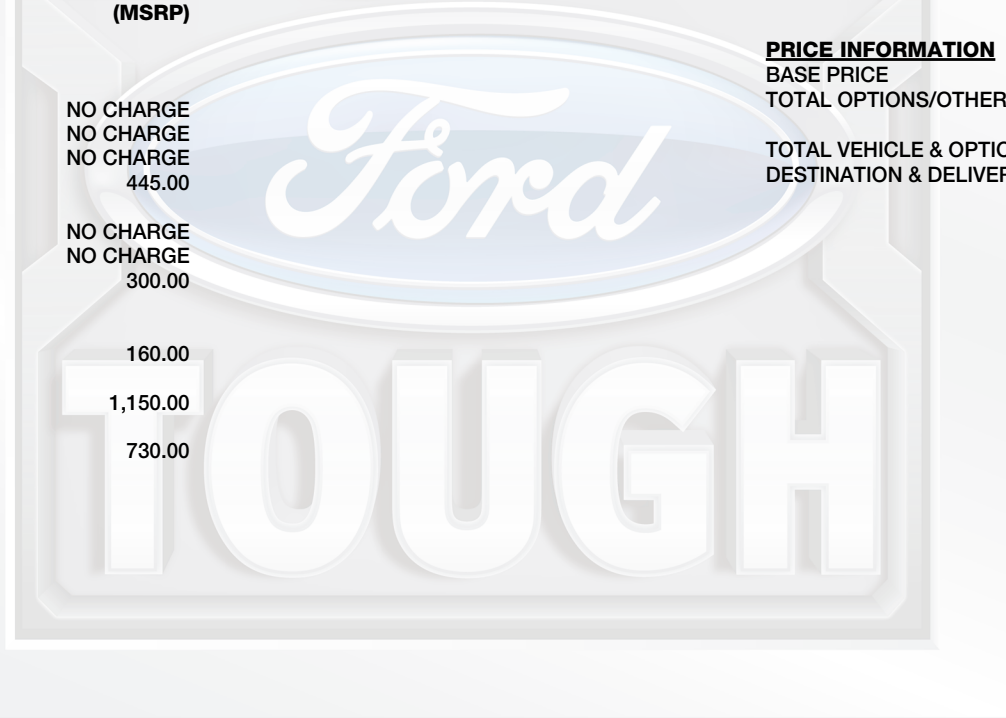 (MSRP)
NO CHARGE
NO CHARGE
NO CHARGE
445.00
NO CHARGE
NO CHARGE
300.00
160.00
1,150.00
730.00
PRICE INFORMATION
BASE PRICE
TOTAL OPTIONS/OTHER
TOTAL VEHICLE & OPTIO
DESTINATION & DELIVER
Ford
TOUGH